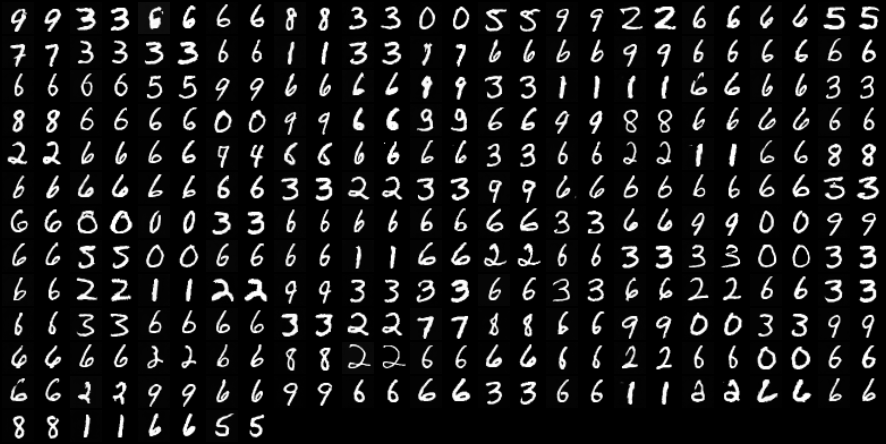 9 9 3 3 6 6 6 6 8 8 3 3 0 0 5 5 9 9 2 2 6 6 6 6 5 5
7 7 3 3 3 3 6 6 1 1 3 3 7 7 6 6 6 6 9 9 6 6 6 6 6 6
6 6 6 6 5 5 9 9 6 6 6 6 9 9 3 3 1 1 1 1 6 6 6 6 3 3
8 8 6 6 6 6 0 0 9 9 6 6 9 9 6 6 9 9 8 8 6 6 6 6 6 6
2 2 6 6 6 6 9 4 6 6 6 6 6 6 3 3 6 6 2 2 1 1 6 6 8 8
6 6 6 6 6 6 6 6 3 3 2 2 3 3 9 9 6 6 6 6 6 6 6 6 5 3
6 6 0 0 0 0 3 3 6 6 6 6 6 6 6 6 3 3 6 6 9 9 0 0 9 9
6 6 5 5 0 0 6 6 6 6 1 1 6 6 2 2 6 6 3 3 3 3 0 0 3 3
6 6 2 2 1 1 2 2 9 9 3 3 3 3 6 6 3 3 6 6 2 2 6 6 3 3
6 6 3 3 6 6 6 6 3 3 2 2 7 7 8 8 6 6 9 9 0 0 3 3 9 9
6 6 6 6 2 2 6 6 8 8 2 2 6 6 6 6 6 6 2 2 6 6 0 0 6 6
6 6 2 2 9 9 6 6 9 9 6 6 6 6 3 3 6 6 1 1 2 2 6 6 6 6
8 8 1 1 6 6 5 5